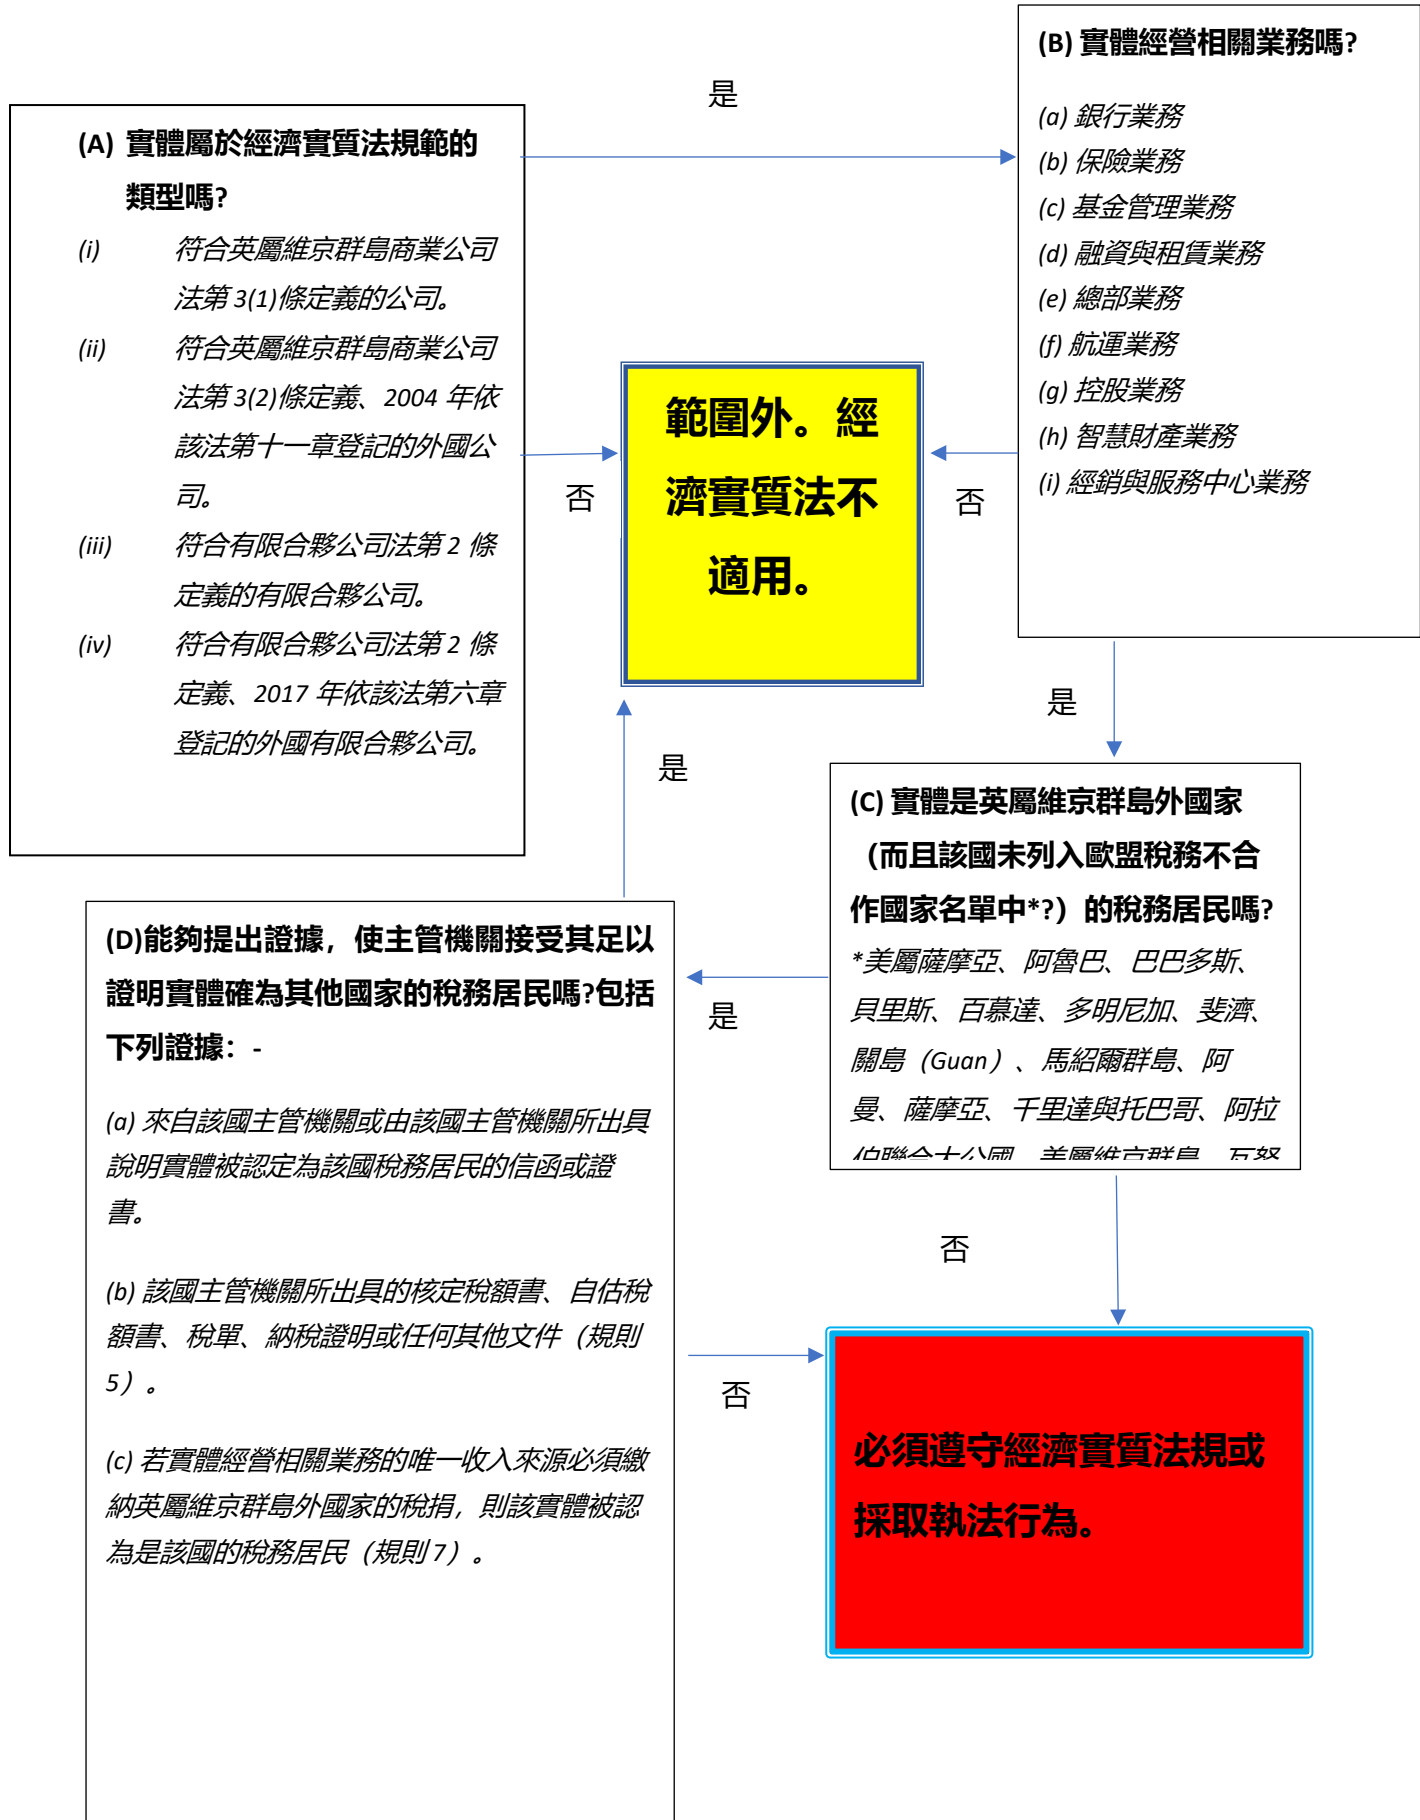 (A) 實體屬於經濟實質法規範的
類型嗎?
(i) 符合英屬維京群島商業公司
法第 3(1)條定義的公司。
(ii) 符合英屬維京群島商業公司
法第 3(2)條定義、2004 年依
該法第十一章登記的外國公
司。
(iii) 符合有限合夥公司法第 2 條
定義的有限合夥公司。
(iv) 符合有限合夥公司法第 2 條
定義、2017 年依該法第六章
登記的外國有限合夥公司。
是
(B) 實體經營相關業務嗎?
(a) 銀行業務
(b) 保險業務
(c) 基金管理業務
(d) 融資與租賃業務
(e) 總部業務
(f) 航運業務
(g) 控股業務
(h) 智慧財產業務
(i) 經銷與服務中心業務
否
範圍外。經
濟實質法不
適用。
否
是
是
(C) 實體是英屬維京群島外國家
（而且該國未列入歐盟稅務不合
作國家名單中*?）的稅務居民嗎?
*美屬薩摩亞、阿魯巴、巴巴多斯、
貝里斯、百慕達、多明尼加、斐濟、
關島（Guan）、馬紹爾群島、阿
曼、薩摩亞、千里達與托巴哥、阿拉
伯聯合大公國、美屬維京群島、瓦努
是
(D)能夠提出證據，使主管機關接受其足以
證明實體確為其他國家的稅務居民嗎?包括
下列證據：-
(a) 來自該國主管機關或由該國主管機關所出具
說明實體被認定為該國稅務居民的信函或證
書。
(b) 該國主管機關所出具的核定稅額書、自估稅
額書、稅單、納稅證明或任何其他文件（規則
5）。
(c) 若實體經營相關業務的唯一收入來源必須繳
納英屬維京群島外國家的稅捐，則該實體被認
為是該國的稅務居民（規則 7）。
否
否
必須遵守經濟實質法規或
採取執法行為。